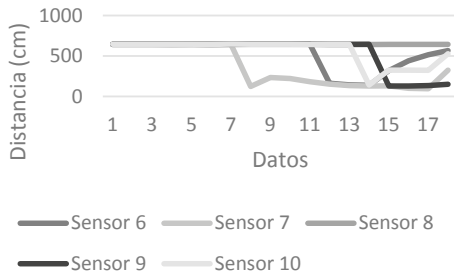 1000
500
0
Distancia (cm)
1 3 5 7 9 11 13 15 17
Datos
Sensor 6 Sensor 7 Sensor 8
Sensor 9 Sensor 10